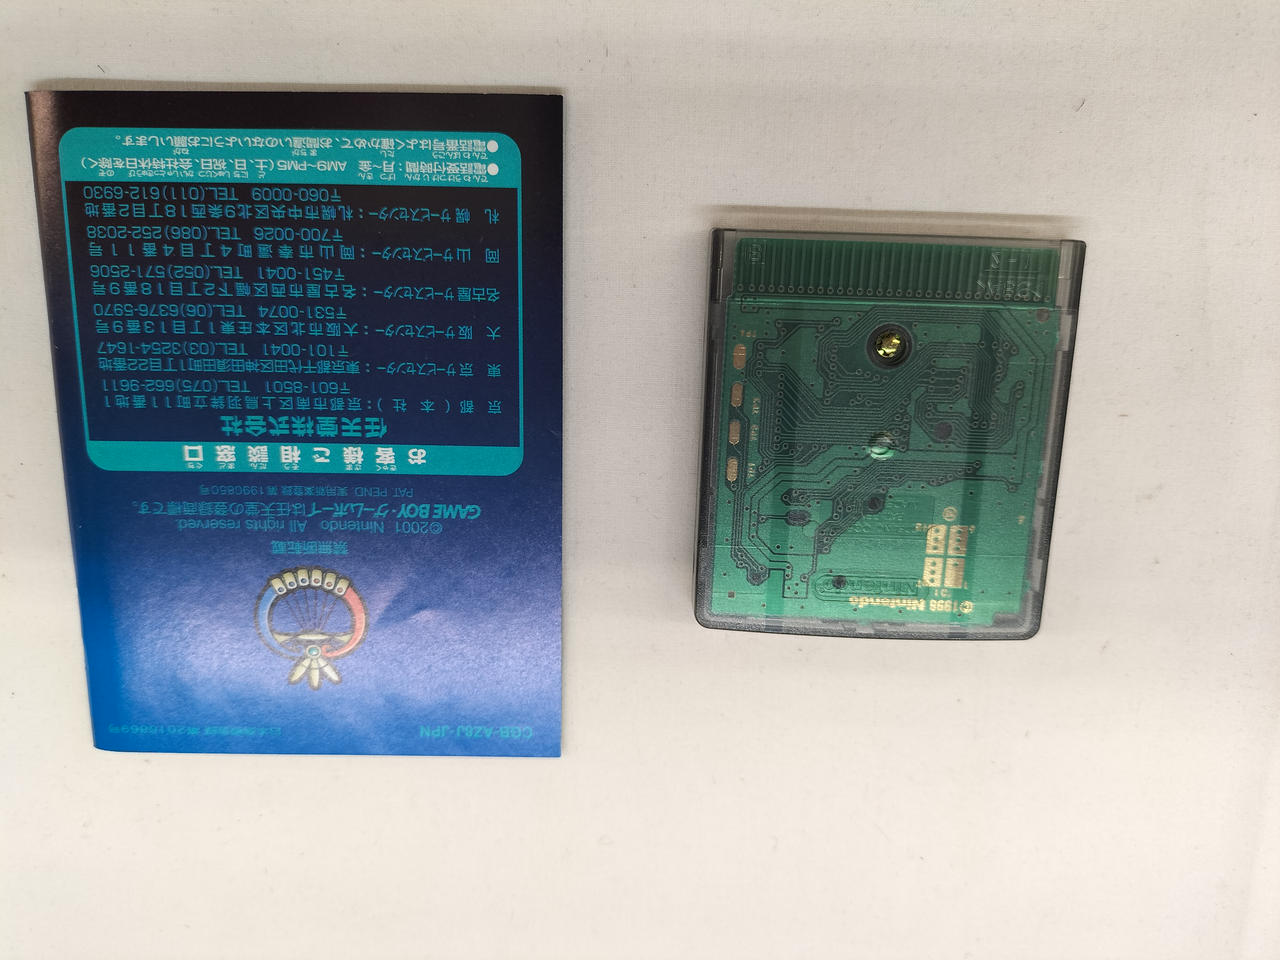 CGB-AZ8J-JPN
禁無断転載
©2001 Nintendo All rights reserved.
GAME BOY・ゲームボーイは任天堂の登録商標です。
PAT. PEND. 実用新案登録 第1990850号
お客様ご相談窓口
任天堂株式会社
京都（本社）：京都市南区上鳥羽鉾立町11番地1
〒601-8501 TEL.(075)662-9611
東京サービスセンター：東京都千代田区神田須田町1丁目22番地
〒101-0041 TEL.(03)3254-1647
大阪サービスセンター：大阪市北区本庄東1丁目13番9号
〒531-0074 TEL.(06)6376-5970
名古屋サービスセンター：名古屋市西区幅下2丁目18番9号
〒451-0041 TEL.(052)571-2506
岡山サービスセンター：岡山市奉還町4丁目4番11号
〒700-0026 TEL.(086)252-2038
札幌サービスセンター：札幌市中央区北9条西18丁目2番地
〒060-0009 TEL.(011)612-6930
●電話受付時間：月～金 AM9～PM5（土、日、祝日、会社特休日を除く）
●電話番号はよく確かめて、お間違いのないようにお願いします。
©1998 Nintendo
Nintendo